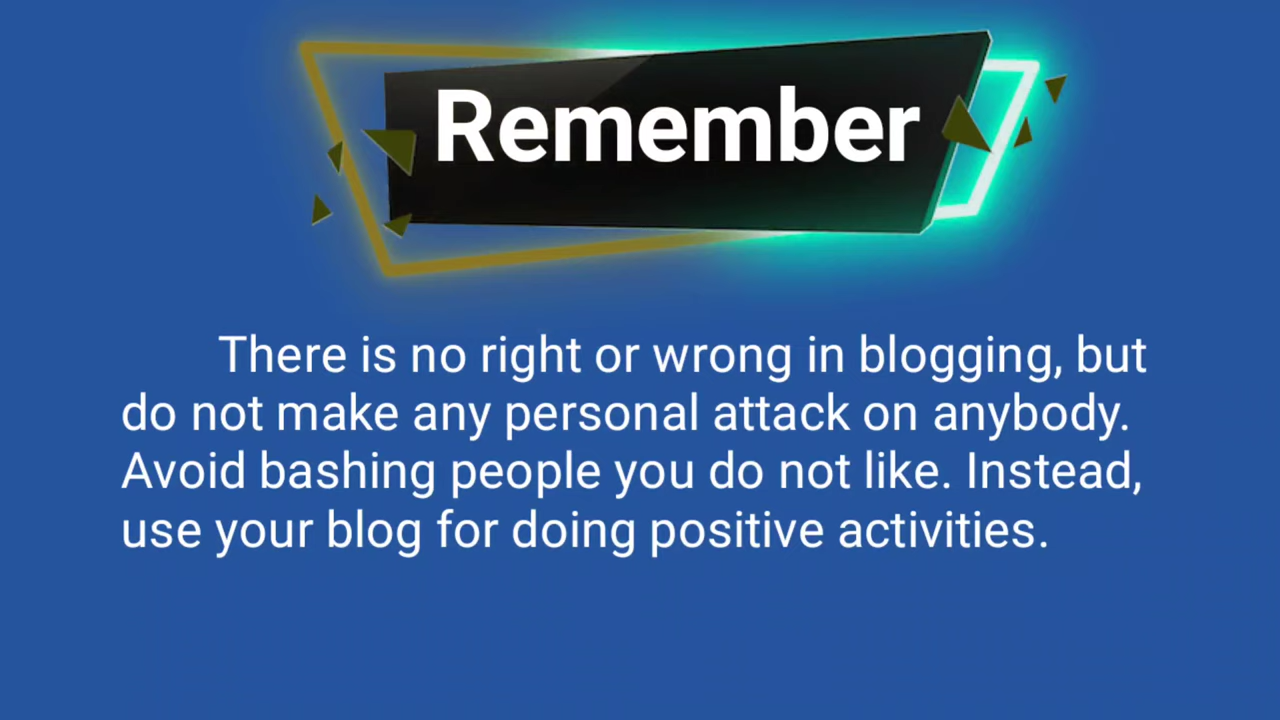 Remember
There is no right or wrong in blogging, but
do not make any personal attack on anybody.
Avoid bashing people you do not like. Instead,
use your blog for doing positive activities.